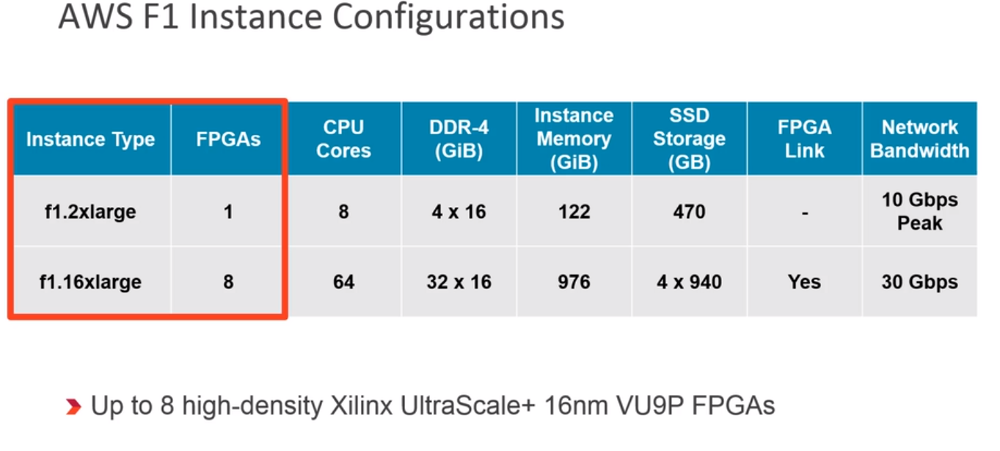 AWS F1 Instance Configurations
Instance Type FPGAs CPU Cores DDR-4 (GiB) Instance Memory (GiB) SSD Storage (GB) FPGA Link Network Bandwidth
f1.2xlarge 1 8 4 x 16 122 470 - 10 Gbps Peak
f1.16xlarge 8 64 32 x 16 976 4 x 940 Yes 30 Gbps
Up to 8 high-density Xilinx UltraScale+ 16nm VU9P FPGAs